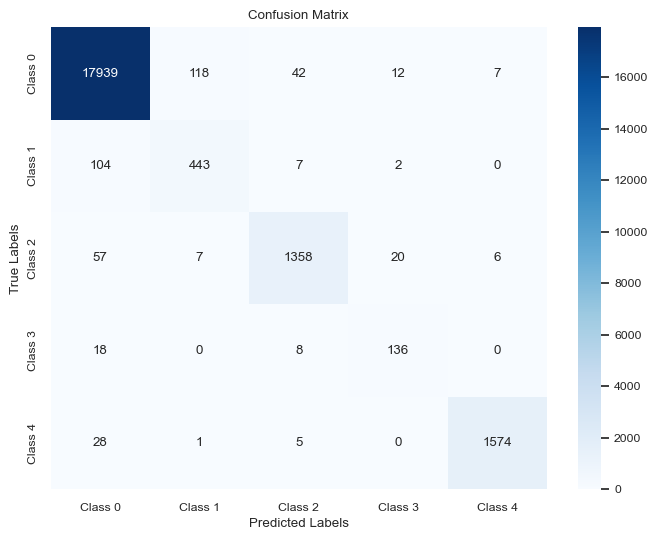 Confusion Matrix
True Labels
Class 0
17939 118 42 12 7
Class 1
104 443 7 2 0
Class 2
57 7 1358 20 6
Class 3
18 0 8 136 0
Class 4
28 1 5 0 1574
Class 0 Class 1 Class 2 Class 3 Class 4
Predicted Labels
16000
14000
12000
10000
8000
6000
4000
2000
0